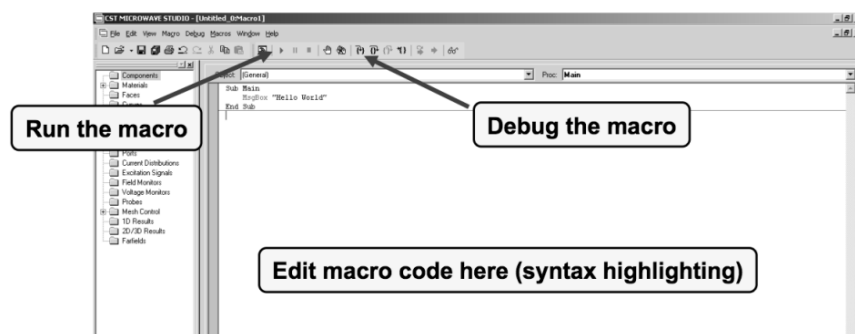 CST MICROWAVE STUDIO - [Untitled_0:Macro1]
File Edit View Macro Debug Macros Window Help
Components
Materials
Faces
(General)
Proc: Main
Sub Main
MsgBox "Hello World"
End Sub
Run the macro
Debug the macro
Ports
Current Distributions
Excitation Signals
Field Monitors
Voltage Monitors
Probes
Mesh Control
1D Results
2D/3D Results
Farfields
Edit macro code here (syntax highlighting)